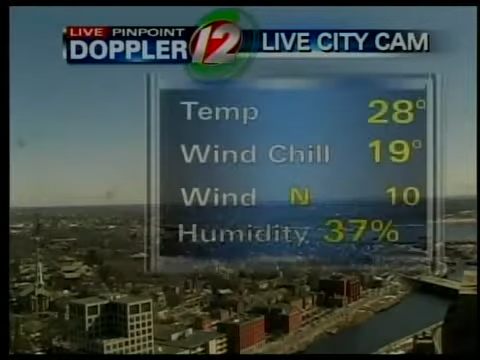 LIVE PINPOINT
DOPPLER 12 LIVE CITY CAM
Temp 28°
Wind Chill 19°
Wind N 10
Humidity 37%